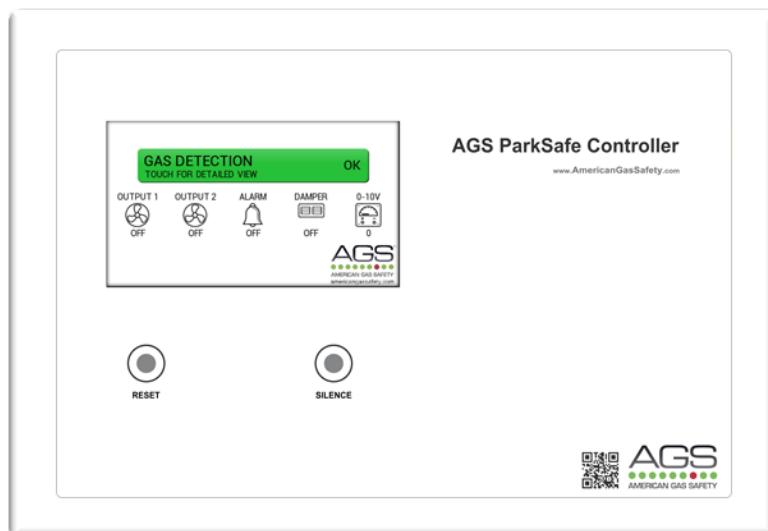 AGS ParkSafe Controller
www.AmericanGasSafety.com
GAS DETECTION
TOUCH FOR DETAILED VIEW
OK
OUTPUT 1 OUTPUT 2 ALARM DAMPER 0-10V
OFF OFF OFF OFF 0
AGS
AMERICAN GAS SAFETY
americangassafety.com
RESET SILENCE
AGS
AMERICAN GAS SAFETY